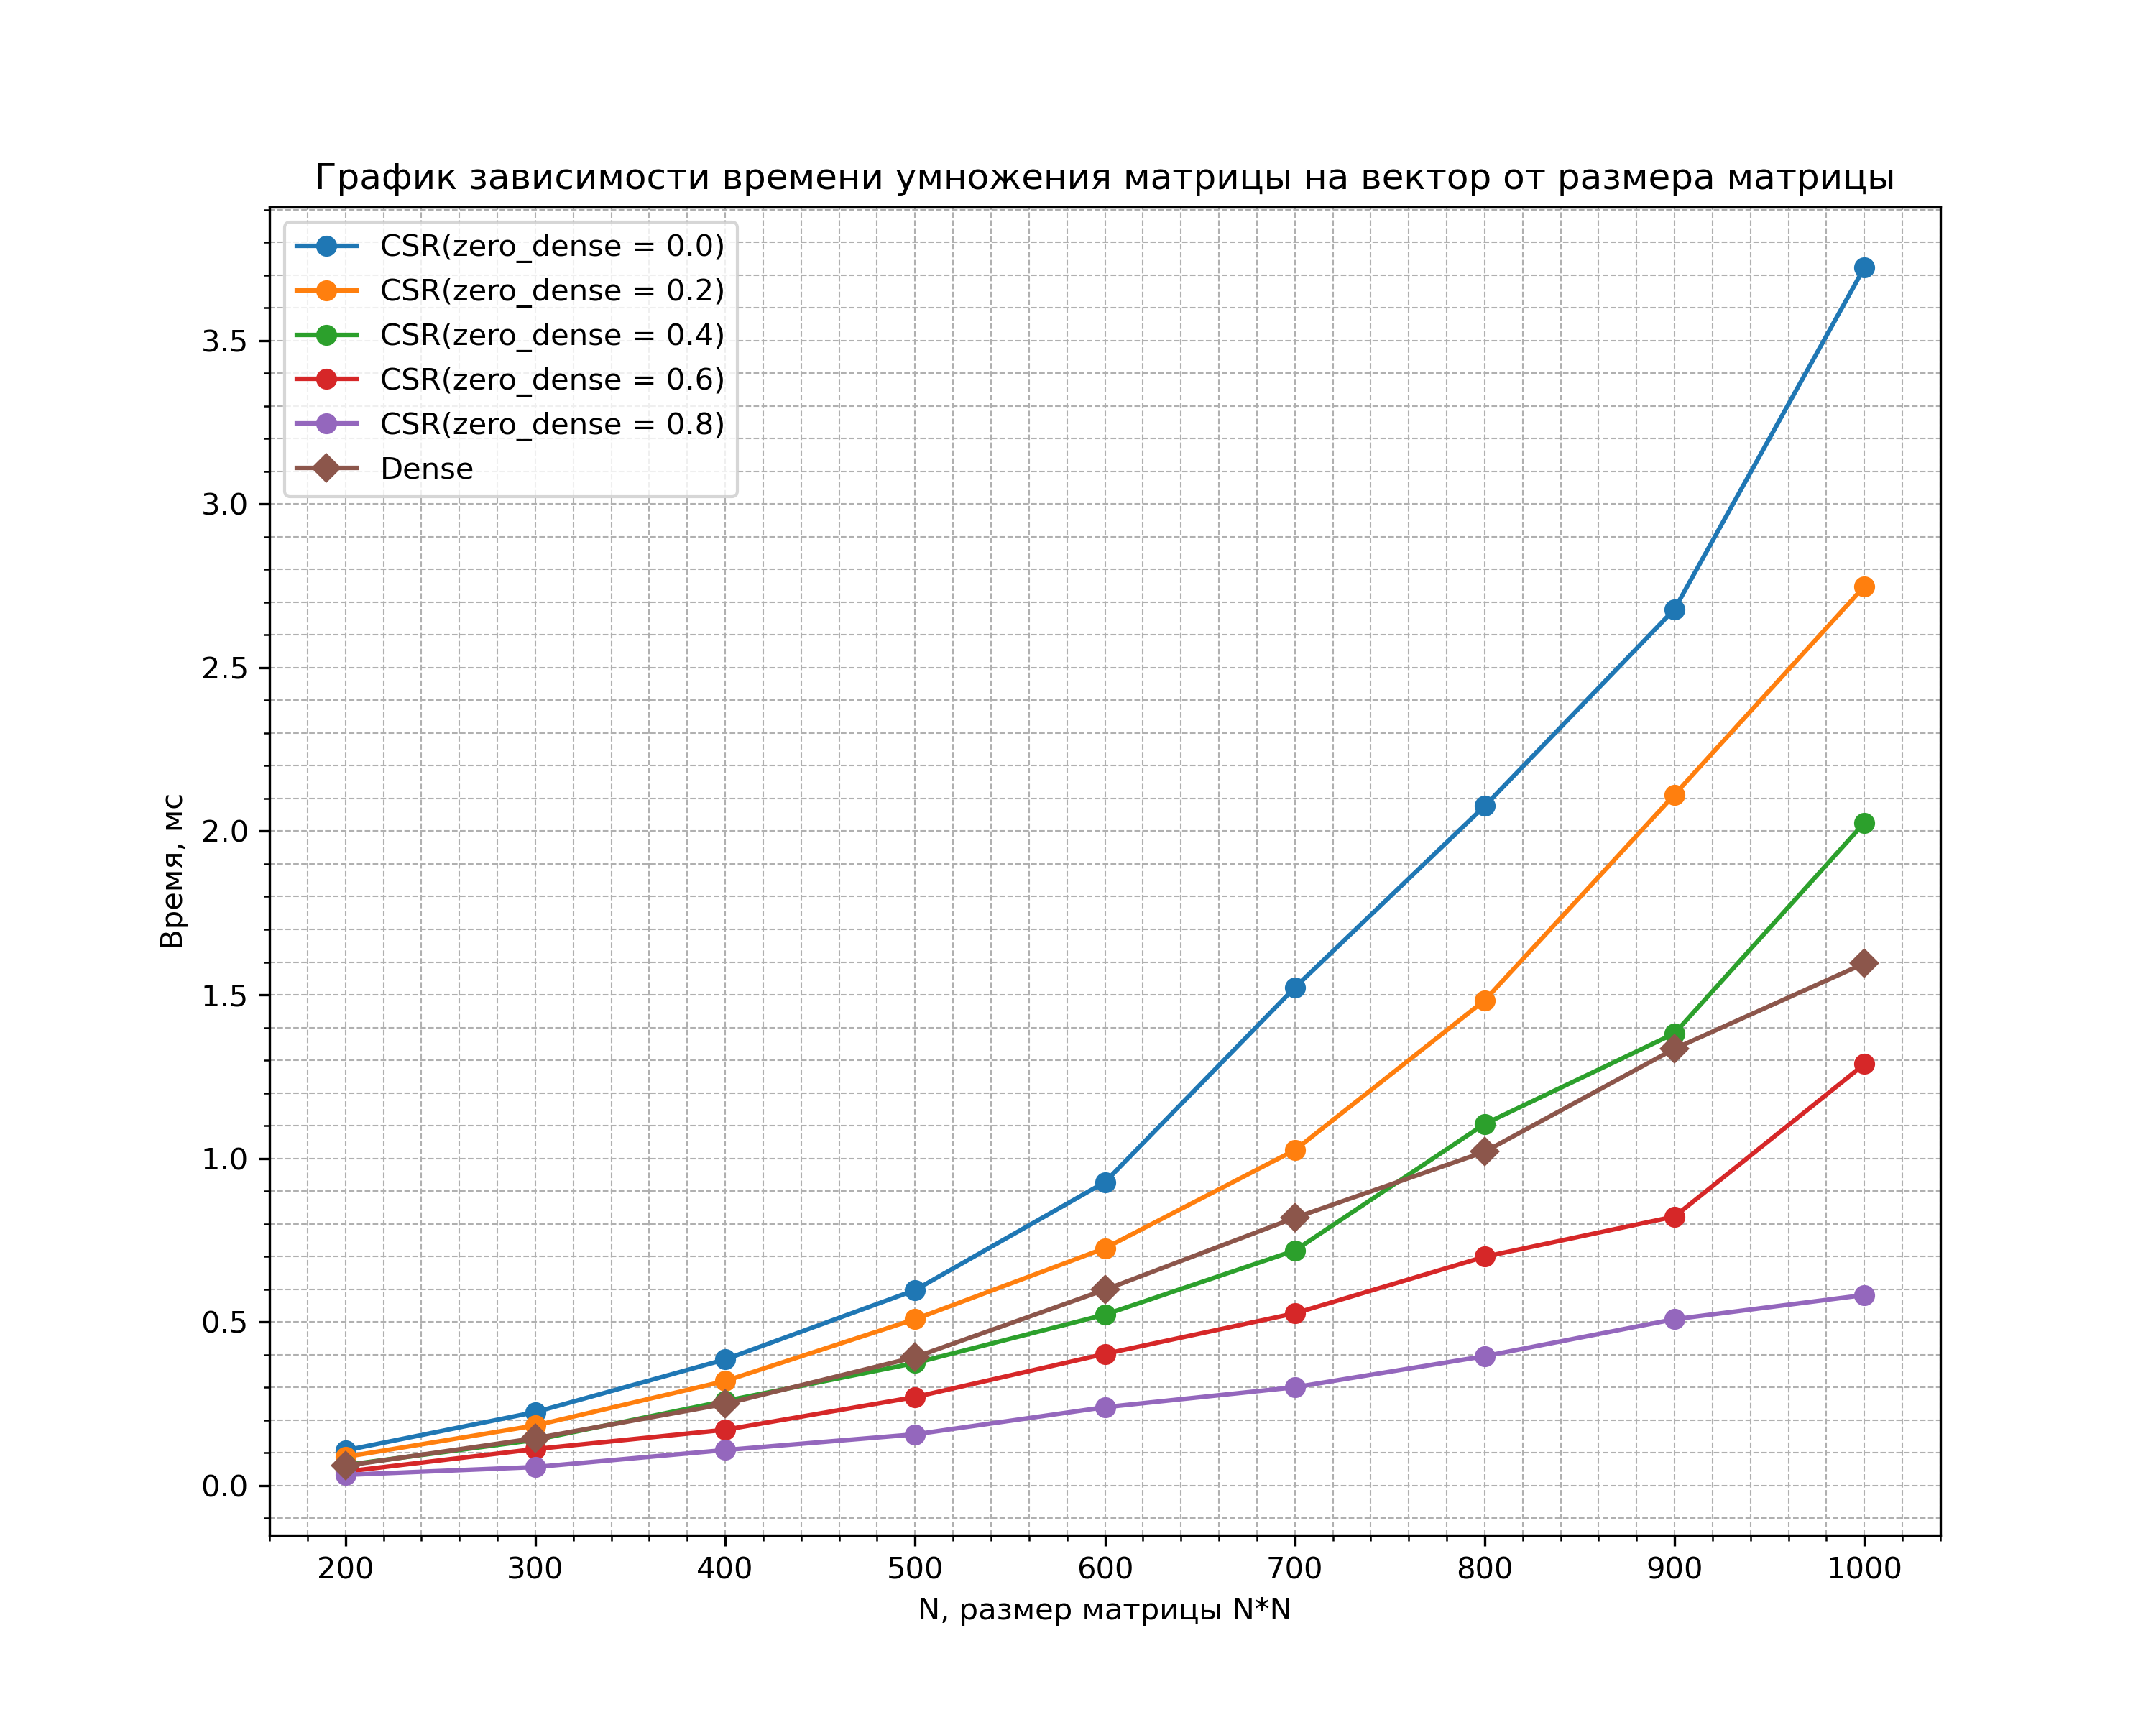 График зависимости времени умножения матрицы на вектор от размера матрицы
CSR(zero_dense = 0.0)
CSR(zero_dense = 0.2)
CSR(zero_dense = 0.4)
CSR(zero_dense = 0.6)
CSR(zero_dense = 0.8)
Dense
3.5
3.0
2.5
2.0
1.5
1.0
0.5
0.0
Время, мс
200 300 400 500 600 700 800 900 1000
N, размер матрицы N*N